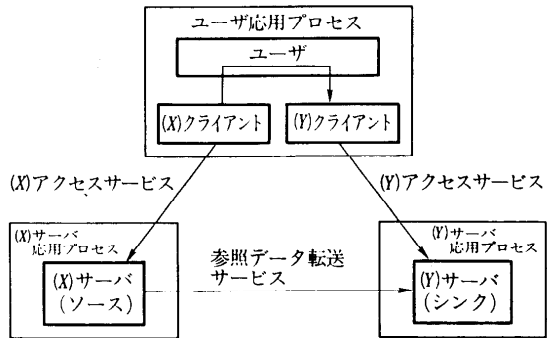 ユーザ応用プロセス
ユーザ
(X)クライアント
(Y)クライアント
(X)アクセスサービス
(Y)アクセスサービス
(X)サーバ
応用プロセス
(X)サーバ
(ソース)
参照データ転送
サービス
(Y)サーバ
応用プロセス
(Y)サーバ
(シンク)